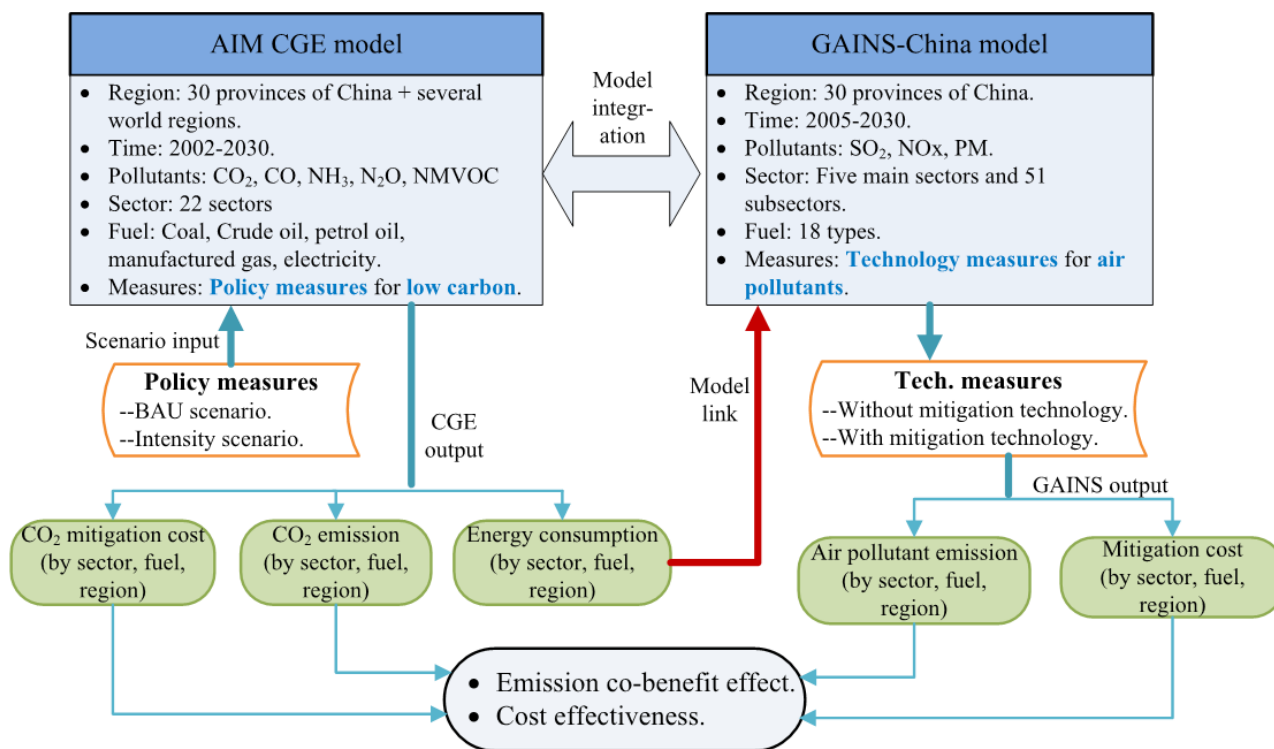 AIM CGE model
• Region: 30 provinces of China + several
world regions.
• Time: 2002-2030.
• Pollutants: CO₂, CO, NH₃, N₂O, NMVOC
• Sector: 22 sectors
• Fuel: Coal, Crude oil, petrol oil,
manufactured gas, electricity.
• Measures: Policy measures for low carbon.
Model
integr-
ation
GAINS-China model
• Region: 30 provinces of China.
• Time: 2005-2030.
• Pollutants: SO₂, NOx, PM.
• Sector: Five main sectors and 51
subsectors.
• Fuel: 18 types.
• Measures: Technology measures for air
pollutants.
Scenario input
Policy measures
--BAU scenario.
--Intensity scenario.
CGE
output
Model
link
Tech. measures
--Without mitigation technology.
--With mitigation technology.
GAINS output
CO₂ mitigation cost
(by sector, fuel,
region)
CO₂ emission
(by sector, fuel,
region)
Energy consumption
(by sector, fuel,
region)
Air pollutant emission
(by sector, fuel,
region)
Mitigation cost
(by sector, fuel,
region)
• Emission co-benefit effect.
• Cost effectiveness.